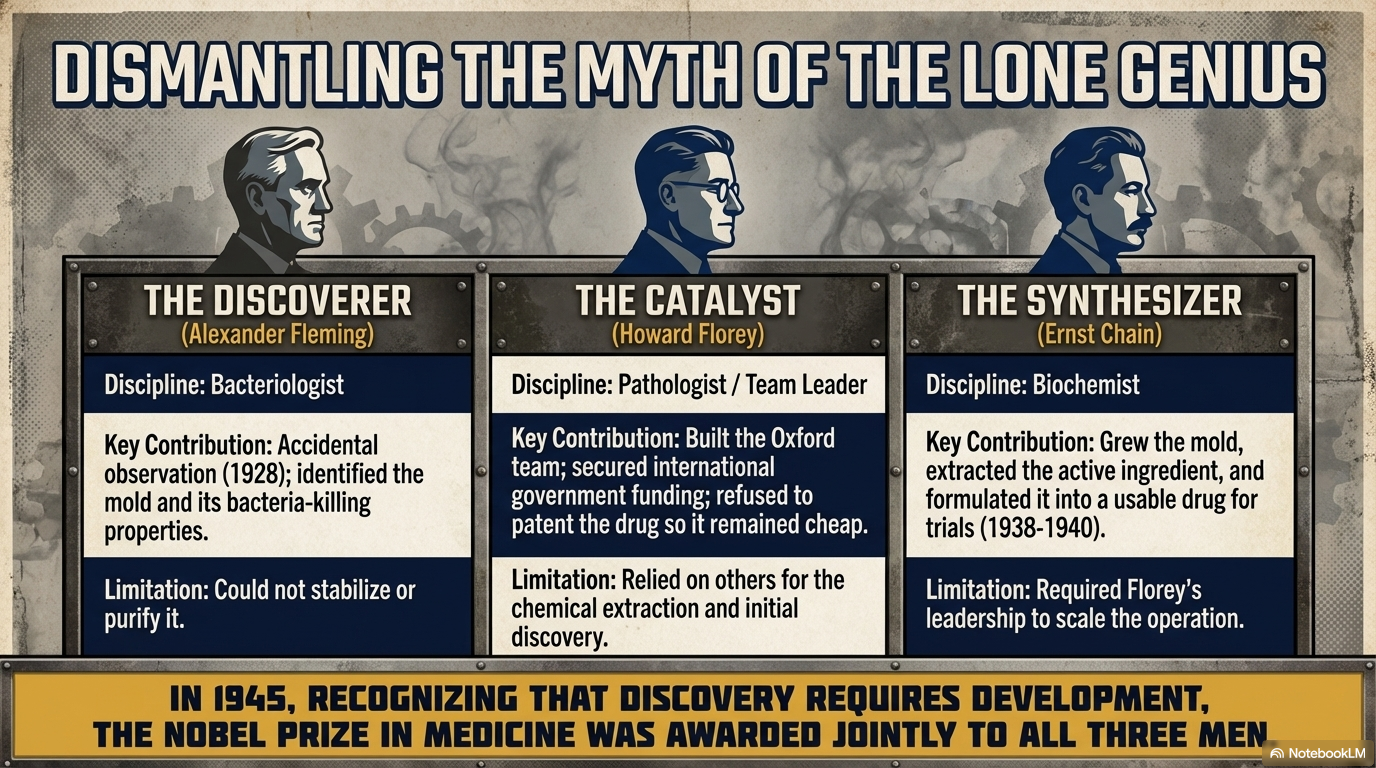 DISMANTLING THE MYTH OF THE LONE GENIUS
THE DISCOVERER
(Alexander Fleming)
Discipline: Bacteriologist
Key Contribution: Accidental
observation (1928); identified the
mold and its bacteria-killing
properties.
Limitation: Could not stabilize or
purify it.
THE CATALYST
(Howard Florey)
Discipline: Pathologist / Team Leader
Key Contribution: Built the Oxford
team; secured international
government funding; refused to
patent the drug so it remained cheap.
Limitation: Relied on others for the
chemical extraction and initial
discovery.
THE SYNTHESIZER
(Ernst Chain)
Discipline: Biochemist
Key Contribution: Grew the mold,
extracted the active ingredient, and
formulated it into a usable drug for
trials (1938-1940).
Limitation: Required Florey's
leadership to scale the operation.
IN 1945, RECOGNIZING THAT DISCOVERY REQUIRES DEVELOPMENT,
THE NOBEL PRIZE IN MEDICINE WAS AWARDED JOINTLY TO ALL THREE MEN
NotebookLM